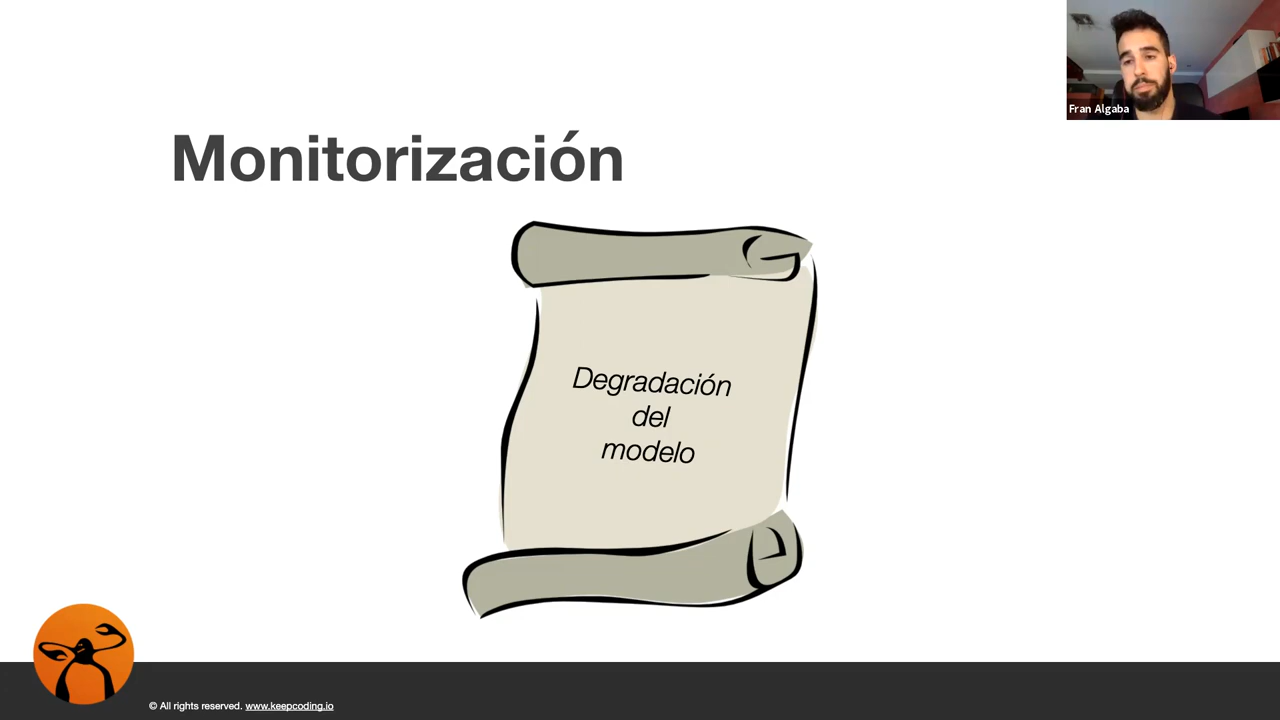 Fran Algaba
Monitorización
Degradación
del
modelo
© All rights reserved. www.keepcoding.io